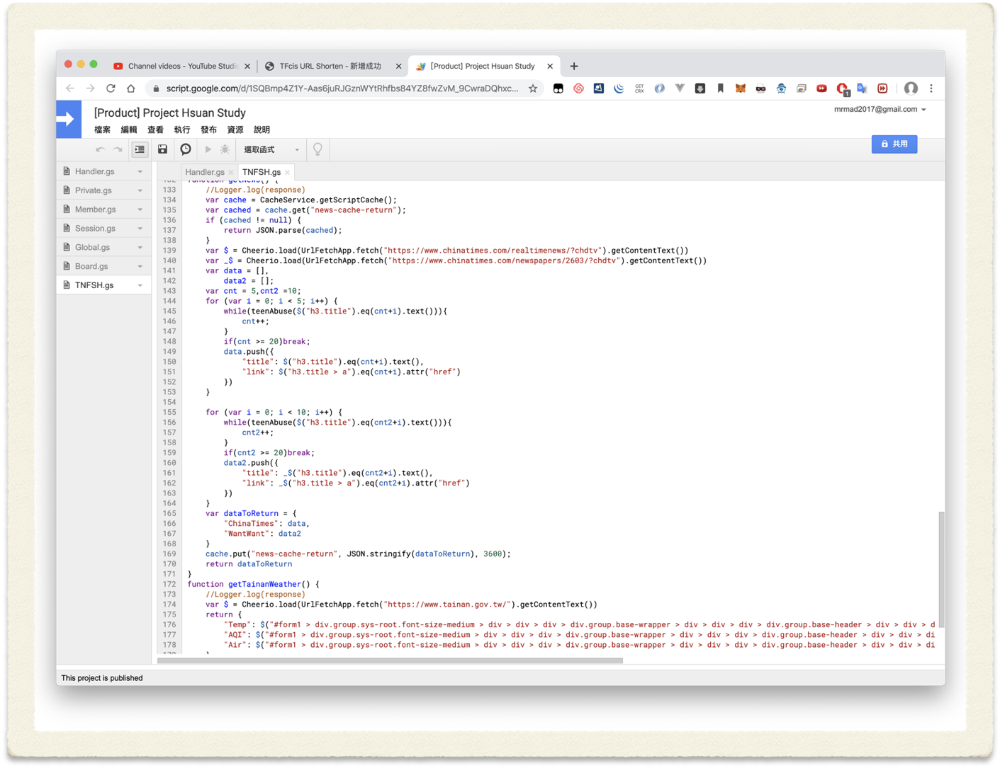 Channel videos - YouTube Studi
TFcis URL Shorten - 新增成功
[Product] Project Hsuan Study
script.google.com/d/1SQBmp4Z1Y-Aas6juRJGznWYtRhfbs84YZ8fwZvM_9CwraDQhxc...
GET CRX
1
[Product] Project Hsuan Study
mrmad2017@gmail.com
檔案 編輯 查看 執行 發布 資源 說明
選取函式
共用
Handler.gs
Private.gs
Member.gs
Session.gs
Global.gs
Board.gs
TNFSH.gs
Handler.gs TNFSH.gs
132 function getNews() {
133 //Logger.log(response)
134 var cache = CacheService.getScriptCache();
135 var cached = cache.get("news-cache-return");
136 if (cached != null) {
137 return JSON.parse(cached);
138 }
139 var $ = Cheerio.load(UrlFetchApp.fetch("https://www.chinatimes.com/realtimenews/?chdtv").getContentText())
140 var _$ = Cheerio.load(UrlFetchApp.fetch("https://www.chinatimes.com/newspapers/2603/?chdtv").getContentText())
141 var data = [],
142 data2 = [];
143 var cnt = 5,cnt2 =10;
144 for (var i = 0; i < 5; i++) {
145 while(teenAbuse($("h3.title").eq(cnt+i).text())){
146 cnt++;
147 }
148 if(cnt >= 20)break;
149 data.push({
150 "title": $("h3.title").eq(cnt+i).text(),
151 "link": $("h3.title > a").eq(cnt+i).attr("href")
152 })
153 }
154
155 for (var i = 0; i < 10; i++) {
156 while(teenAbuse($("h3.title").eq(cnt2+i).text())){
157 cnt2++;
158 }
159 if(cnt2 >= 20)break;
160 data2.push({
161 "title": _$("h3.title").eq(cnt2+i).text(),
162 "link": _$("h3.title > a").eq(cnt2+i).attr("href")
163 })
164 }
165 var dataToReturn = {
166 "ChinaTimes": data,
167 "WantWant": data2
168 }
169 cache.put("news-cache-return", JSON.stringify(dataToReturn), 3600);
170 return dataToReturn
171 }
172 function getTainanWeather() {
173 //Logger.log(response)
174 var $ = Cheerio.load(UrlFetchApp.fetch("https://www.tainan.gov.tw/").getContentText())
175 return {
176 "Temp": $("#form1 > div.group.sys-root.font-size-medium > div > div > div > div.group.base-wrapper > div > div > div > div.group.base-header > div > div > d
177 "AQI": $("#form1 > div.group.sys-root.font-size-medium > div > div > div > div.group.base-wrapper > div > div > div > div.group.base-header > div > div > di
178 "Air": $("#form1 > div.group.sys-root.font-size-medium > div > div > div > div.group.base-wrapper > div > div > div > div.group.base-header > div > div > di
This project is published